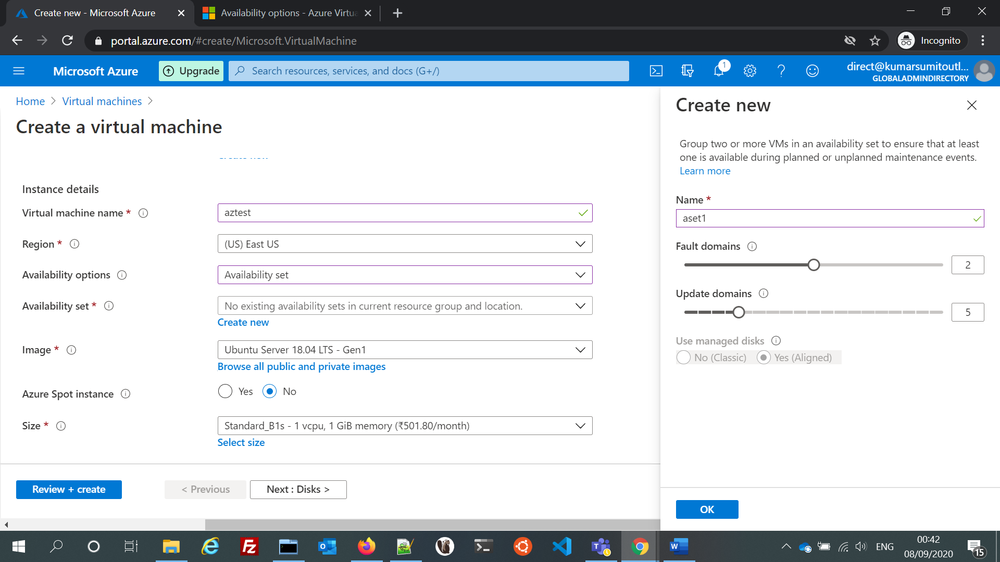 Create new - Microsoft Azure
Availability options - Azure Virtua
portal.azure.com/#create/Microsoft.VirtualMachine
Incognito
Microsoft Azure
Upgrade
Search resources, services, and docs (G+/)
1
direct@kumarsumitoutl...
GLOBALADMINDIRECTORY
Home > Virtual machines >
Create a virtual machine
Create new
Instance details
Virtual machine name *
aztest
Region *
(US) East US
Availability options
Availability set
Availability set *
No existing availability sets in current resource group and location.
Create new
Image *
Ubuntu Server 18.04 LTS - Gen1
Browse all public and private images
Azure Spot instance
Yes
No
Size *
Standard_B1s - 1 vcpu, 1 GiB memory (₹501.80/month)
Select size
Review + create
< Previous
Next : Disks >
Create new
Group two or more VMs in an availability set to ensure that at least
one is available during planned or unplanned maintenance events.
Learn more
Name *
aset1
Fault domains
2
Update domains
5
Use managed disks
No (Classic)
Yes (Aligned)
OK
ENG
00:42
08/09/2020
15